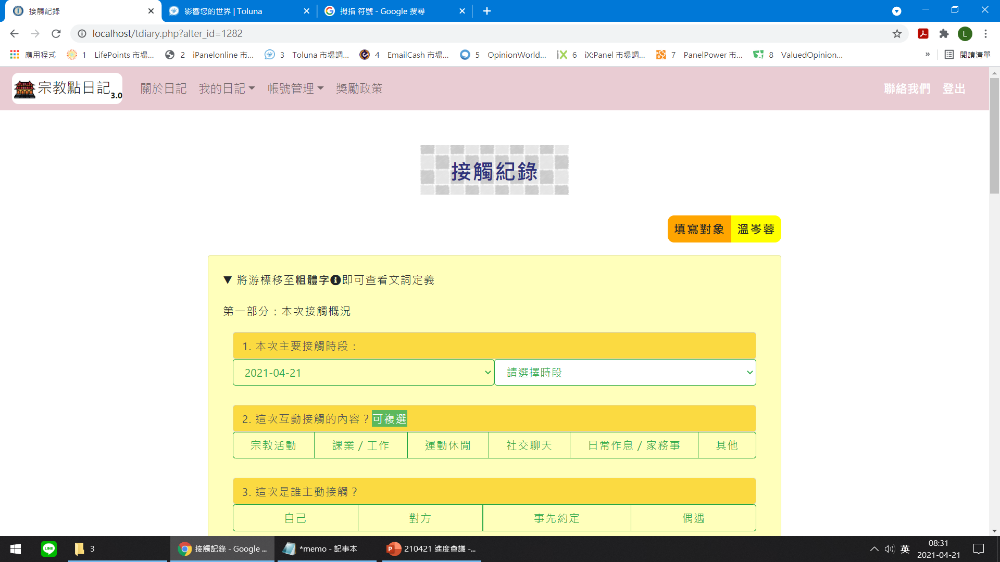 接觸記錄
影響您的世界 | Toluna
拇指 符號 - Google 搜尋
localhost/tdiary.php?alter_id=1282
L
應用程式
1 LifePoints 市場...
2 iPanelonline 市...
3 Toluna 市場調...
4 EmailCash 市場...
5 OpinionWorld...
6 iX:Panel 市場調...
7 PanelPower 市...
8 ValuedOpinion...
»
閱讀清單
宗教點日記3.0
關於日記
我的日記
帳號管理
獎勵政策
聯絡我們
登出
接觸紀錄
填寫對象 溫岑蓉
▼ 將游標移至粗體字即可查看文詞定義
第一部分：本次接觸概況
1. 本次主要接觸時段：
2021-04-21
請選擇時段
2. 這次互動接觸的內容？可複選
宗教活動
課業 / 工作
運動休閒
社交聊天
日常作息 / 家務事
其他
3. 這次是誰主動接觸？
自己
對方
事先約定
偶遇
LINE
3
接觸記錄 - Google ...
*memo - 記事本
210421 進度會議 -...
英
08:31
2021-04-21